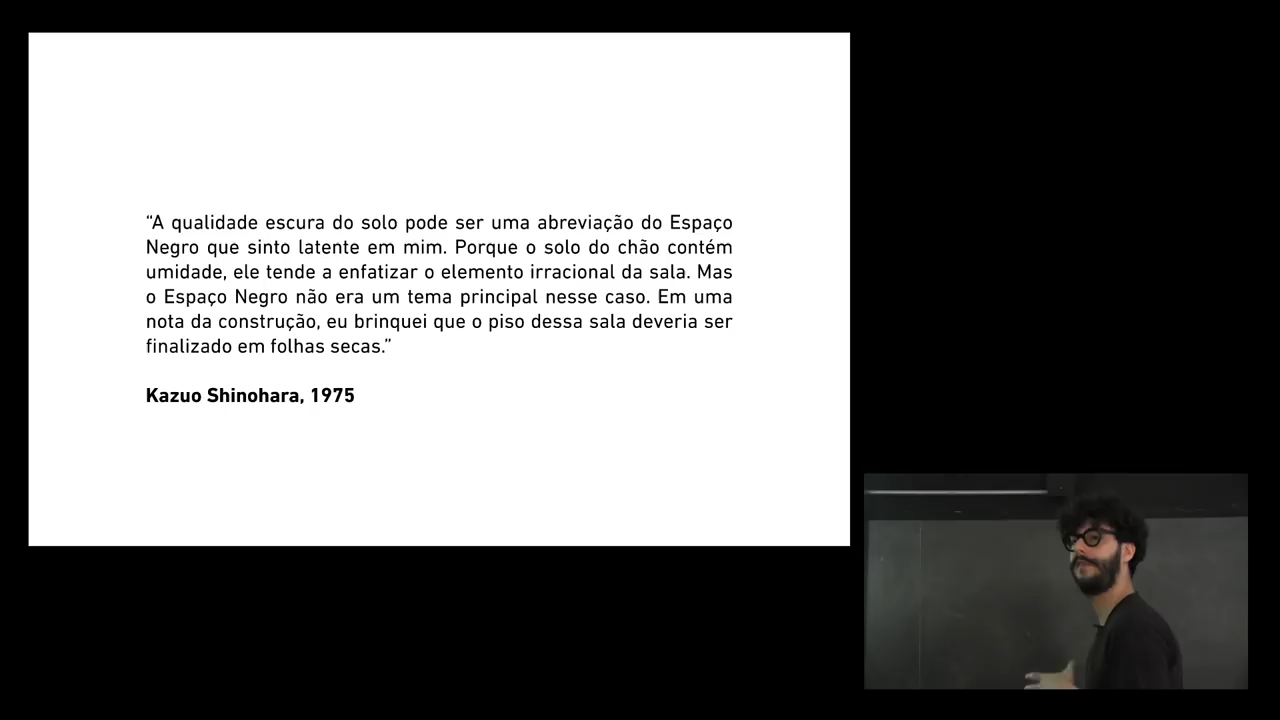 “A qualidade escura do solo pode ser uma abreviação do Espaço
Negro que sinto latente em mim. Porque o solo do chão contém
umidade, ele tende a enfatizar o elemento irracional da sala. Mas
o Espaço Negro não era um tema principal nesse caso. Em uma
nota da construção, eu brinquei que o piso dessa sala deveria ser
finalizado em folhas secas.”
Kazuo Shinohara, 1975